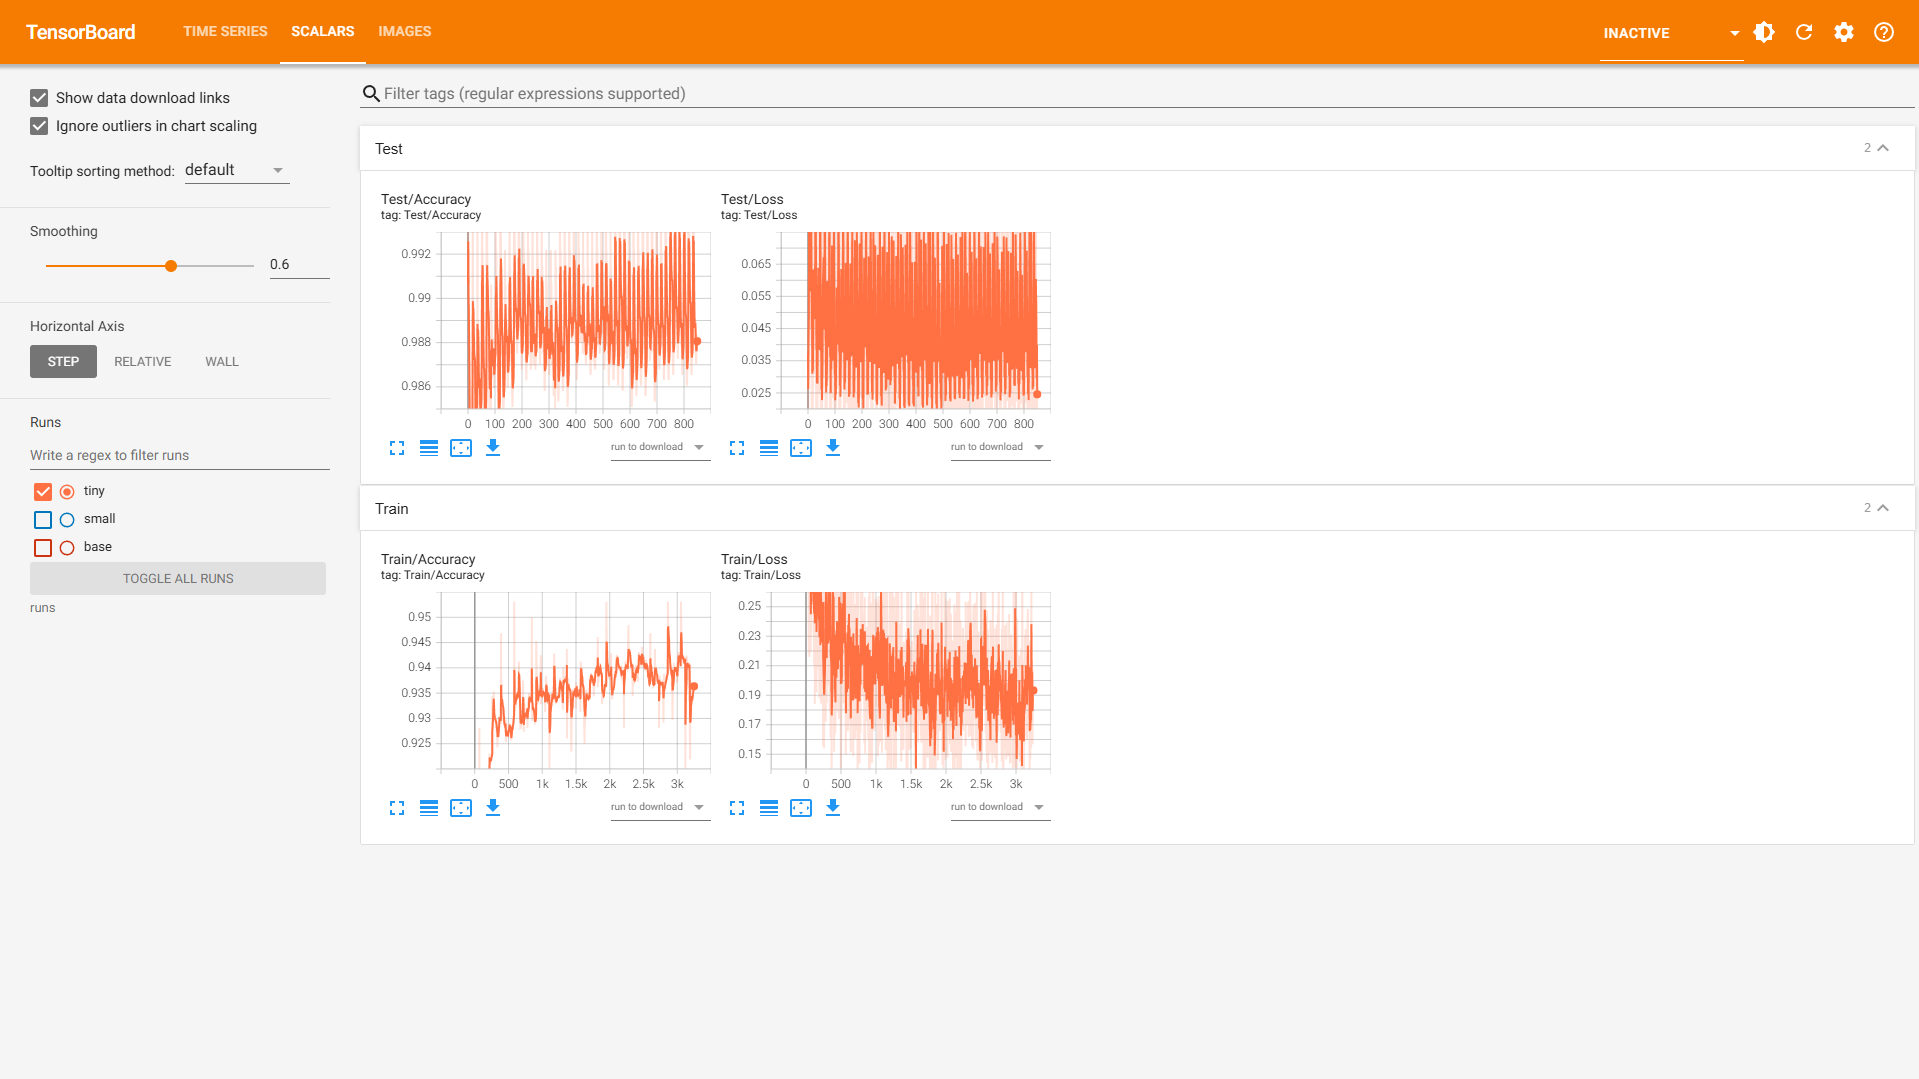 TensorBoard
TIME SERIES
SCALARS
IMAGES
INACTIVE
Show data download links
Ignore outliers in chart scaling
Tooltip sorting method: default
Smoothing
0.6
Horizontal Axis
STEP
RELATIVE
WALL
Runs
Write a regex to filter runs
tiny
small
base
TOGGLE ALL RUNS
runs
Filter tags (regular expressions supported)
Test
2
Test/Accuracy
tag: Test/Accuracy
0.992
0.99
0.988
0.986
0 100 200 300 400 500 600 700 800
run to download
Test/Loss
tag: Test/Loss
0.065
0.055
0.045
0.035
0.025
0 100 200 300 400 500 600 700 800
run to download
Train
2
Train/Accuracy
tag: Train/Accuracy
0.95
0.945
0.94
0.935
0.93
0.925
0 500 1k 1.5k 2k 2.5k 3k
run to download
Train/Loss
tag: Train/Loss
0.25
0.23
0.21
0.19
0.17
0.15
0 500 1k 1.5k 2k 2.5k 3k
run to download